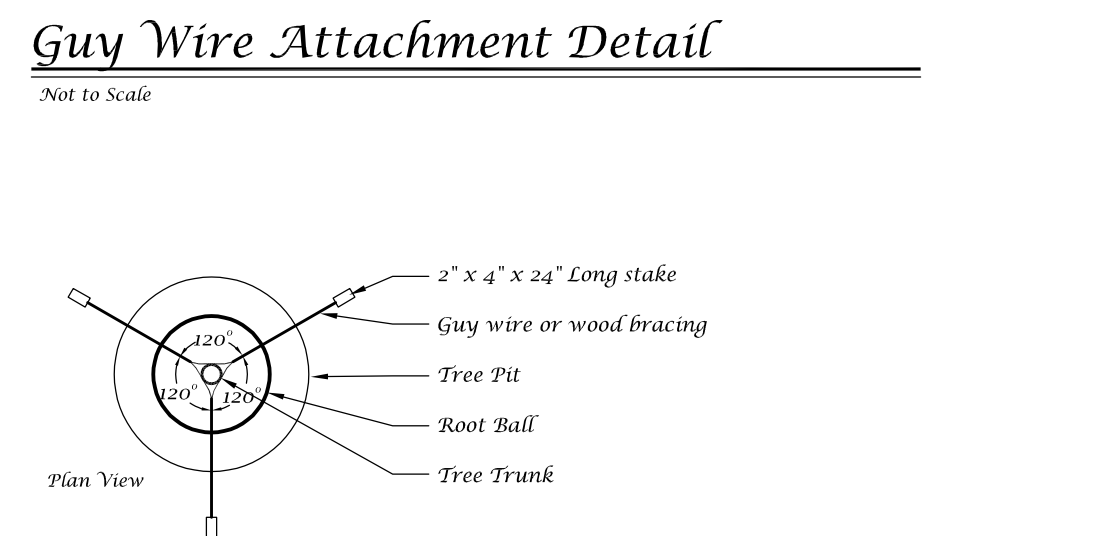 Guy Wire Attachment Detail
Not to Scale
2" x 4" x 24" Long stake
Guy wire or wood bracing
120°
Tree Pit
120° 120°
Root Ball
Tree Trunk
Plan View